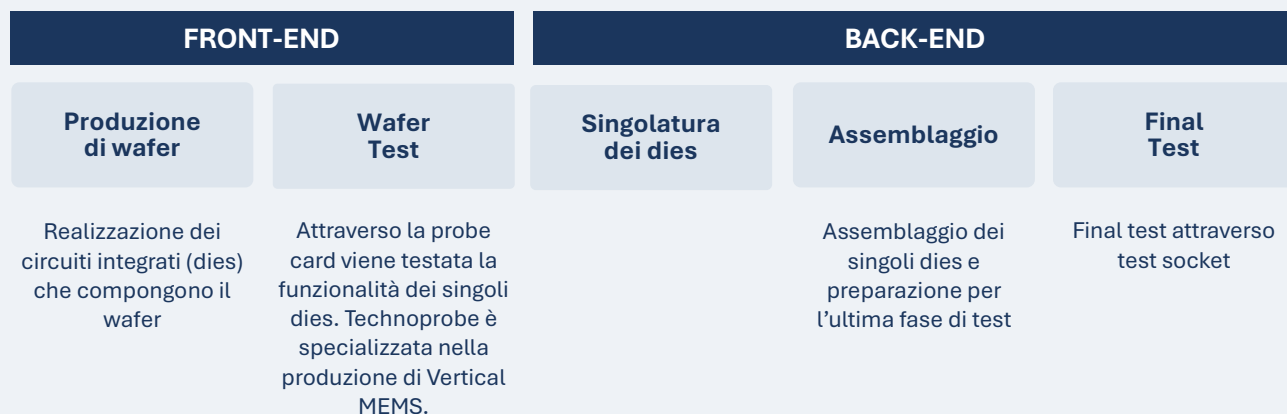 FRONT-END
BACK-END
Produzione
di wafer
Wafer
Test
Singolatura
dei dies
Assemblaggio
Final
Test
Realizzazione dei
circuiti integrati (dies)
che compongono il
wafer
Attraverso la probe
card viene testata la
funzionalità dei singoli
dies. Technoprobe è
specializzata nella
produzione di Vertical
MEMS.
Assemblaggio dei
singoli dies e
preparazione per
l’ultima fase di test
Final test attraverso
test socket